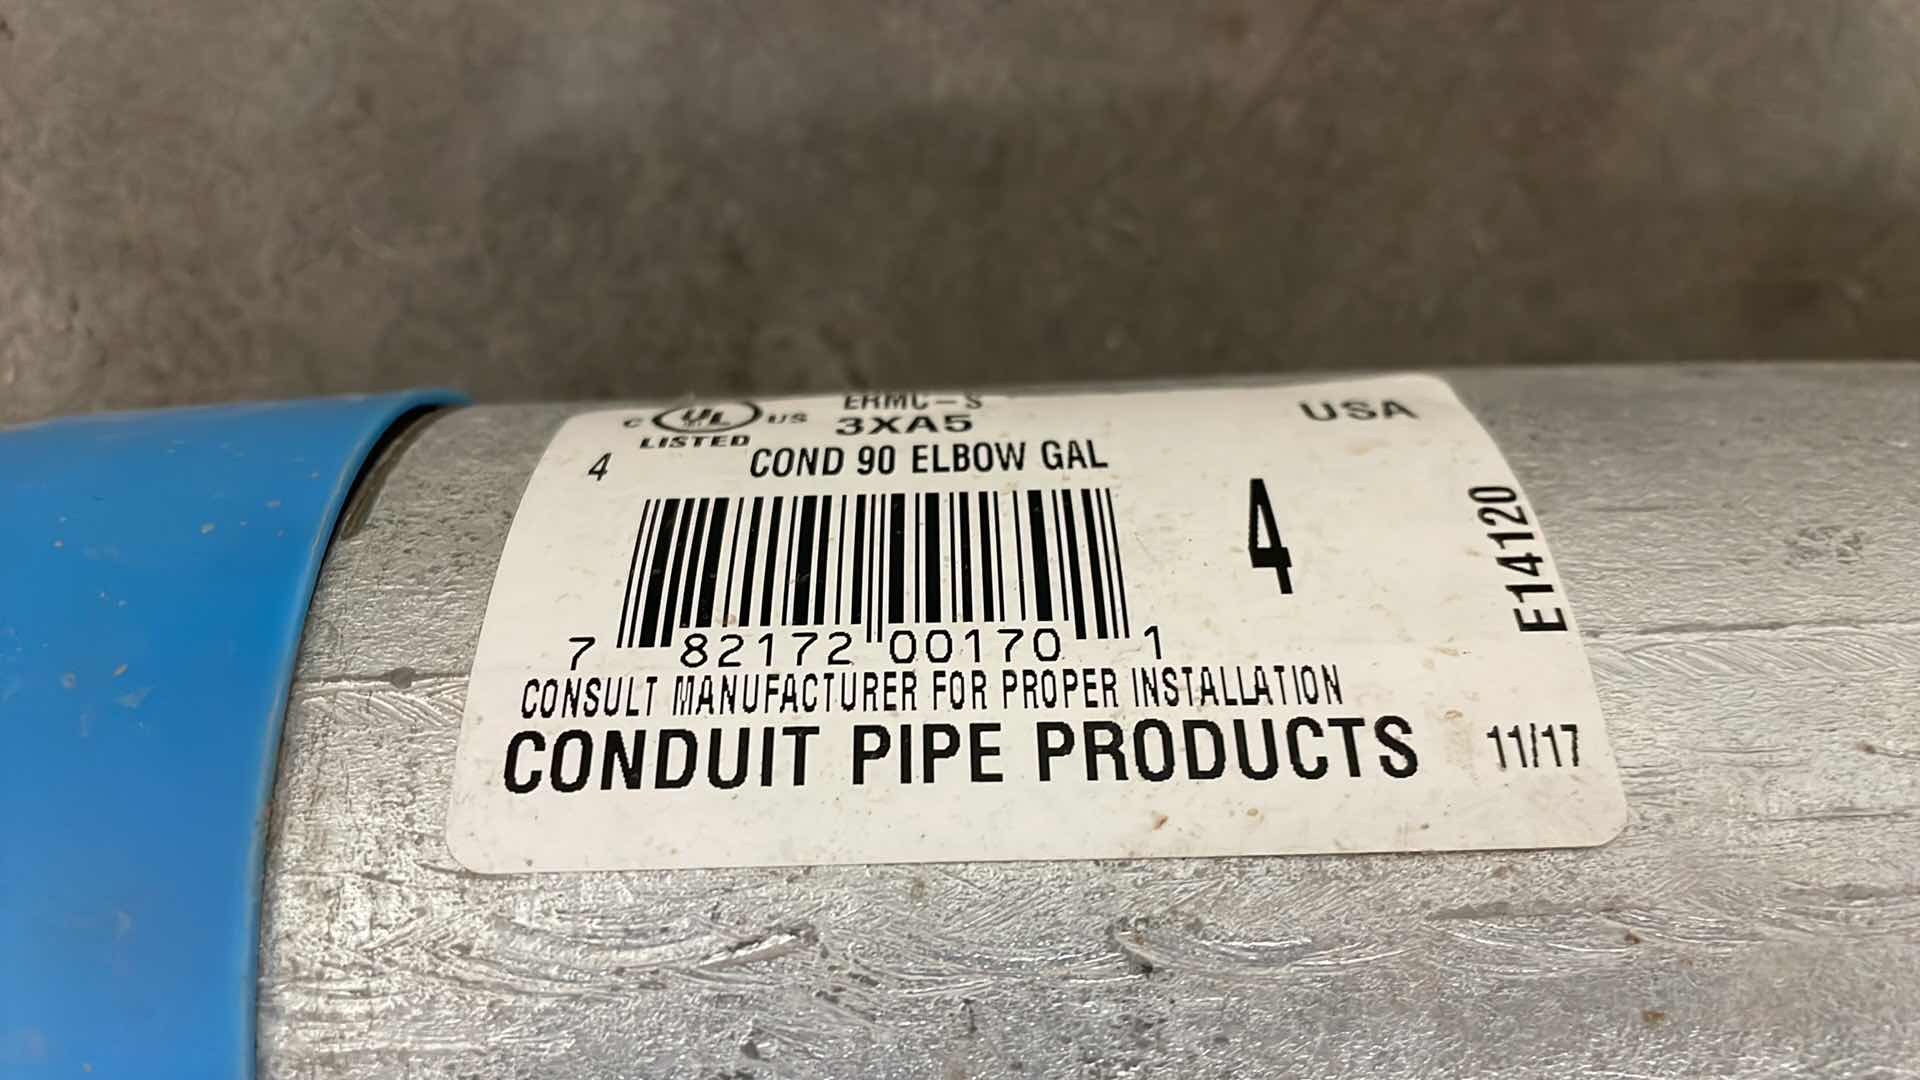 C UL US
LISTED
ERMC-S
3XA5
USA
4 COND 90 ELBOW GAL
4
E14120
7 82172 00170 1
CONSULT MANUFACTURER FOR PROPER INSTALLATION
CONDUIT PIPE PRODUCTS 11/17